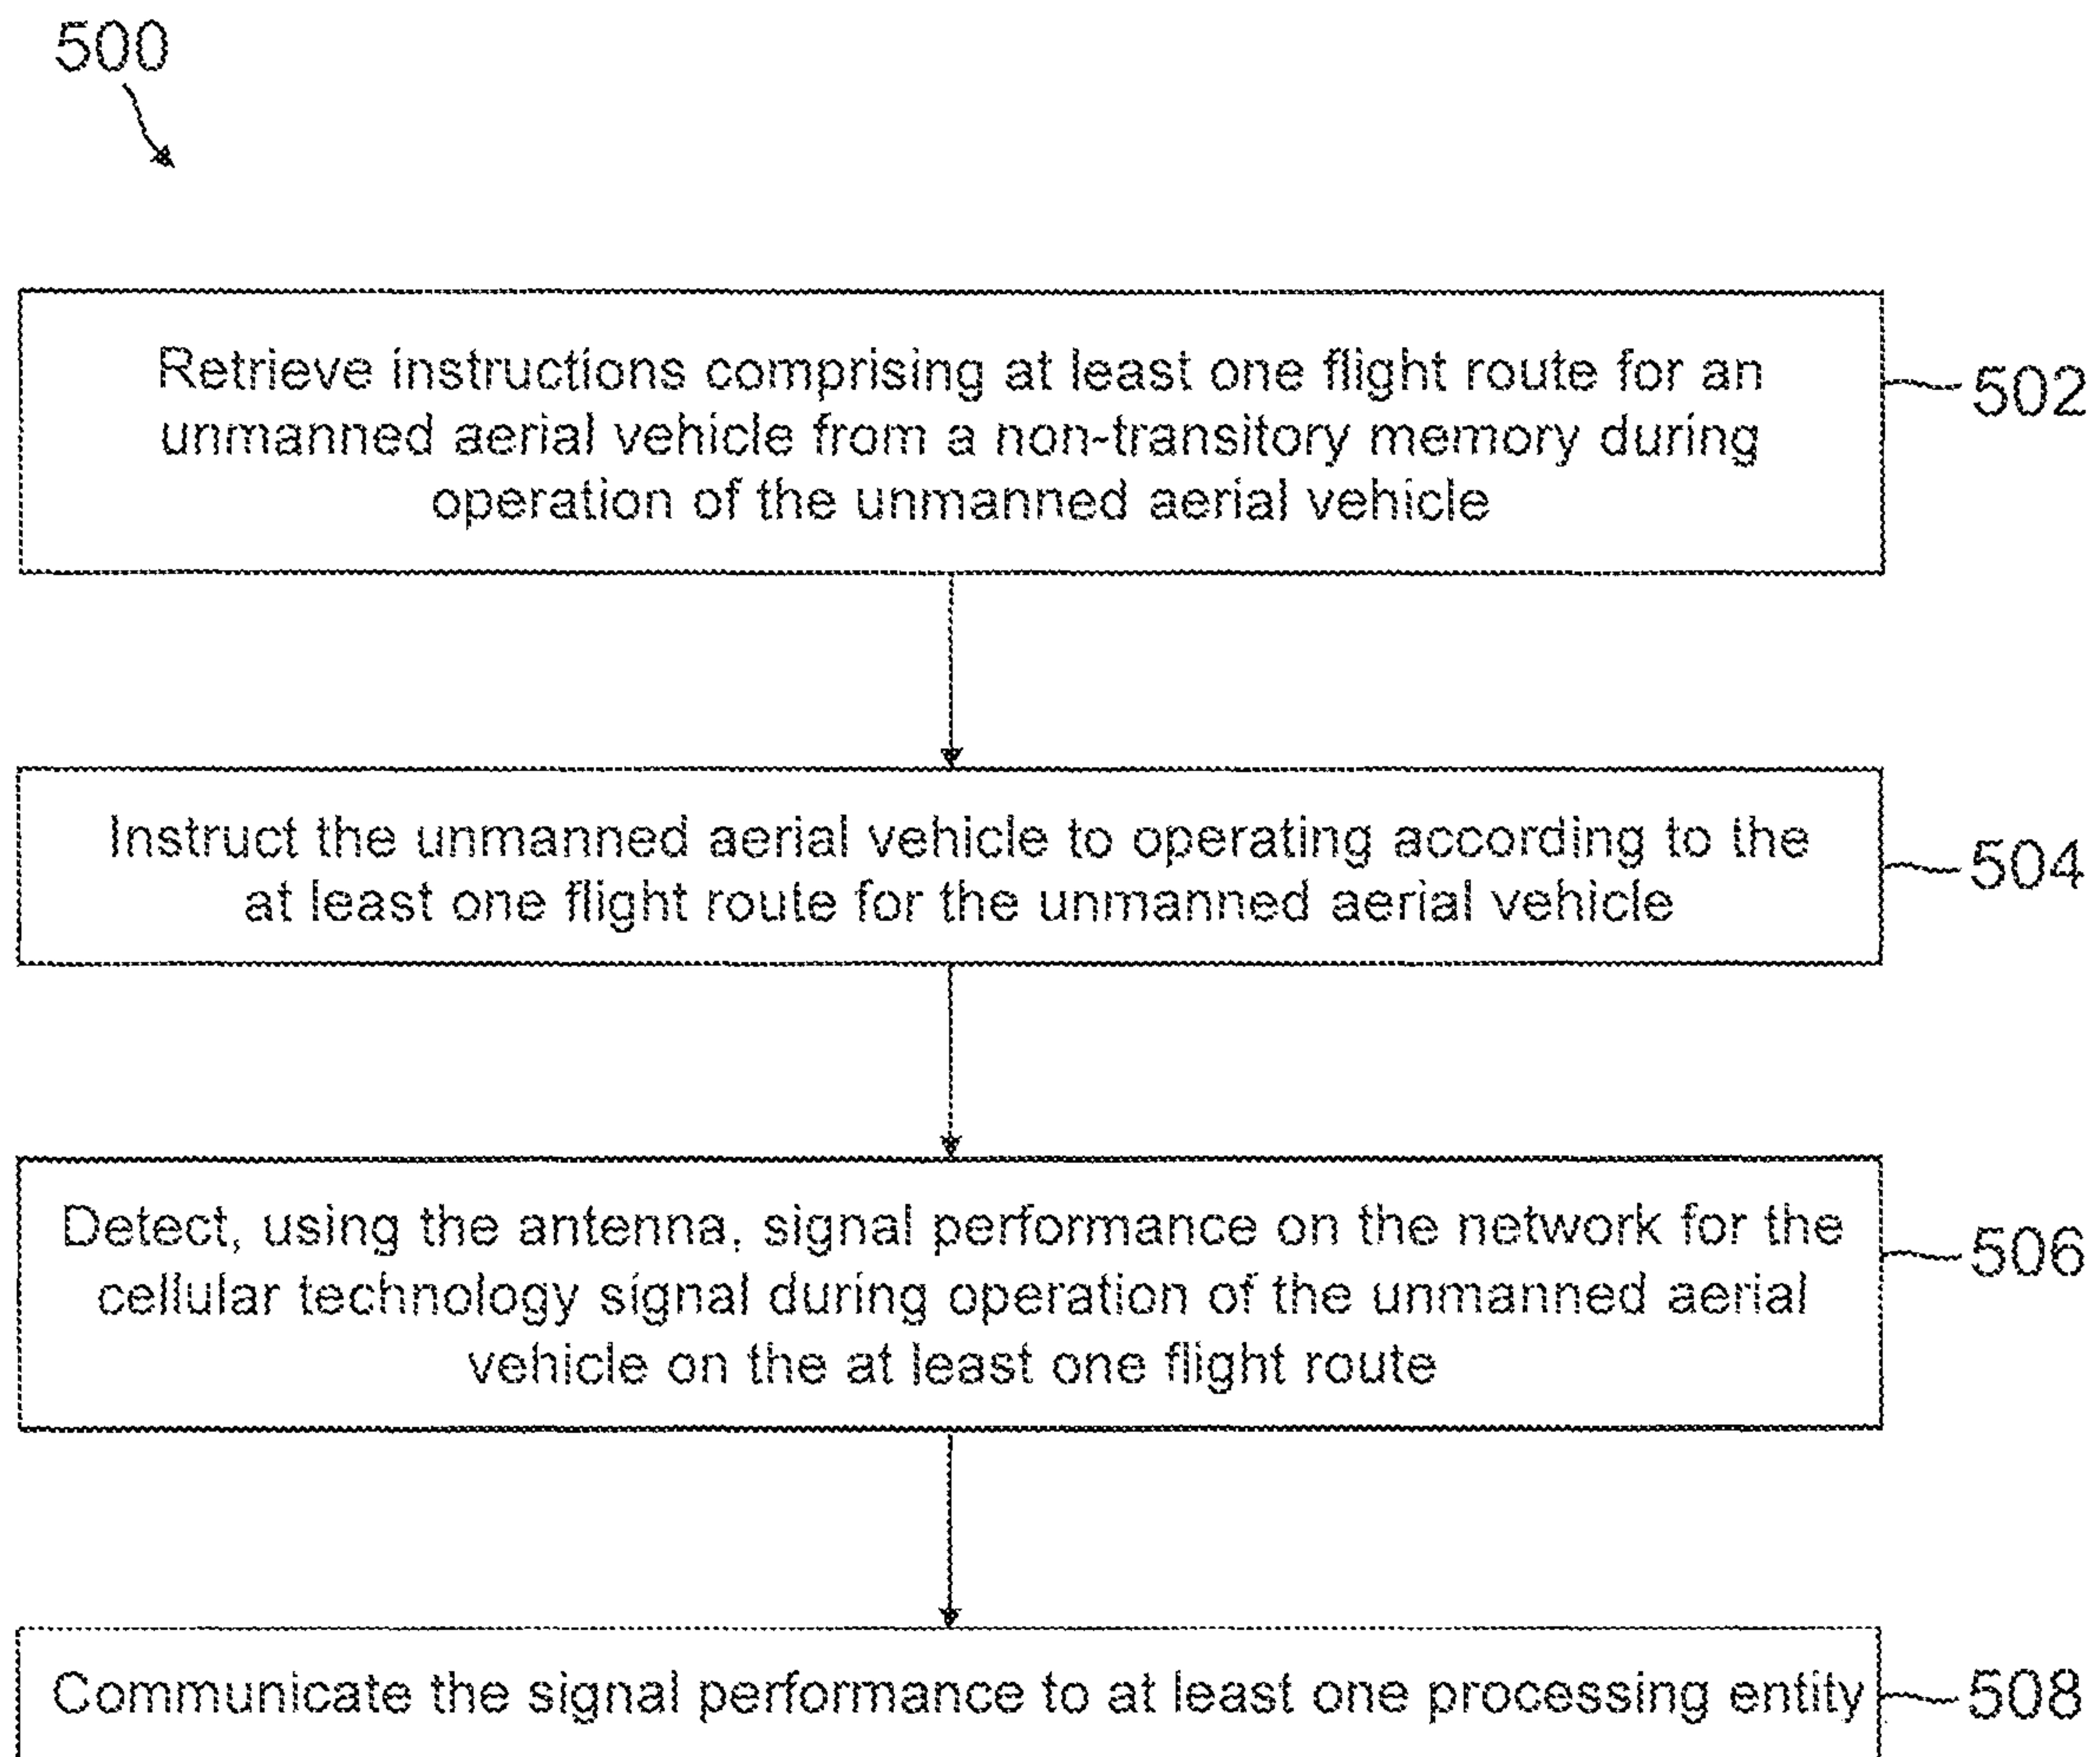 500
Retrieve instructions comprising at least one flight route for an
unmanned aerial vehicle from a non-transitory memory during
operation of the unmanned aerial vehicle
502
Instruct the unmanned aerial vehicle to operating according to the
at least one flight route for the unmanned aerial vehicle
504
Detect, using the antenna, signal performance on the network for the
cellular technology signal during operation of the unmanned aerial
vehicle on the at least one flight route
506
Communicate the signal performance to at least one processing entity
508